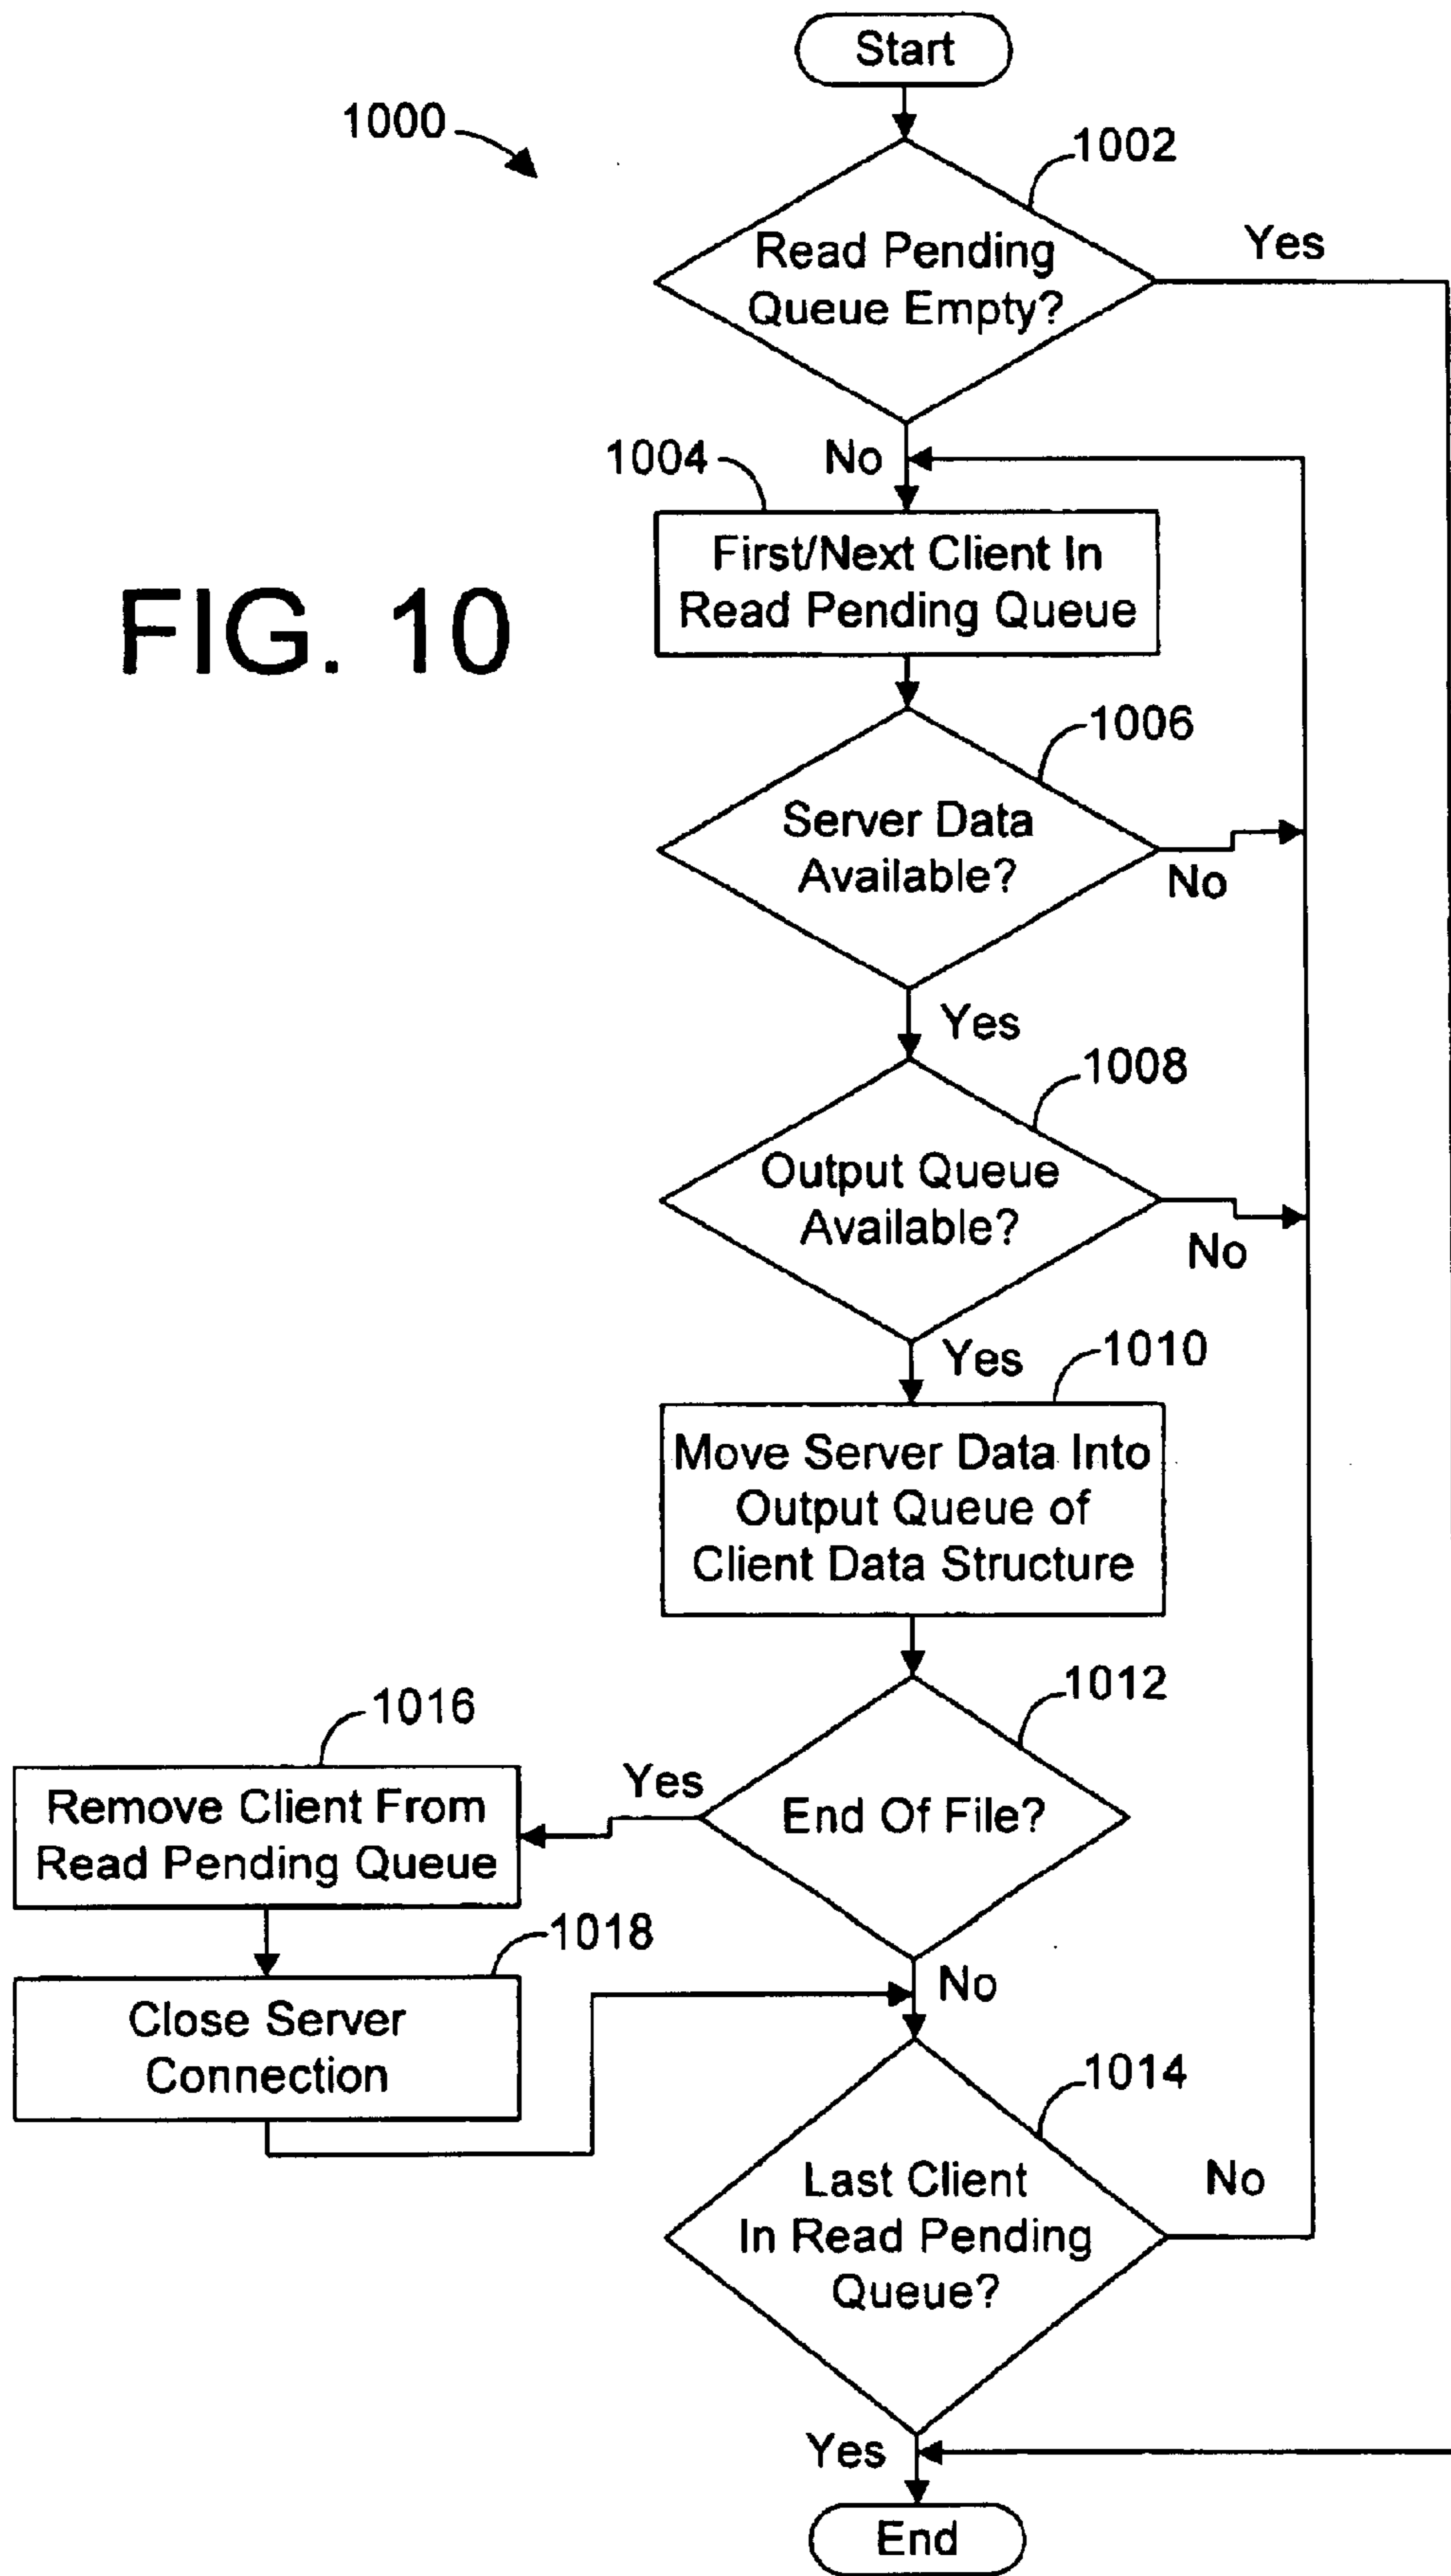 Start
1000
1002
Read Pending
Queue Empty?
Yes
1004
No
First/Next Client In
Read Pending Queue
FIG. 10
1006
Server Data
Available?
No
Yes
1008
Output Queue
Available?
No
Yes
1010
Move Server Data Into
Output Queue of
Client Data Structure
1012
1016
Yes
End Of File?
Remove Client From
Read Pending Queue
1018
No
Close Server
Connection
1014
Last Client
In Read Pending
Queue?
No
Yes
End